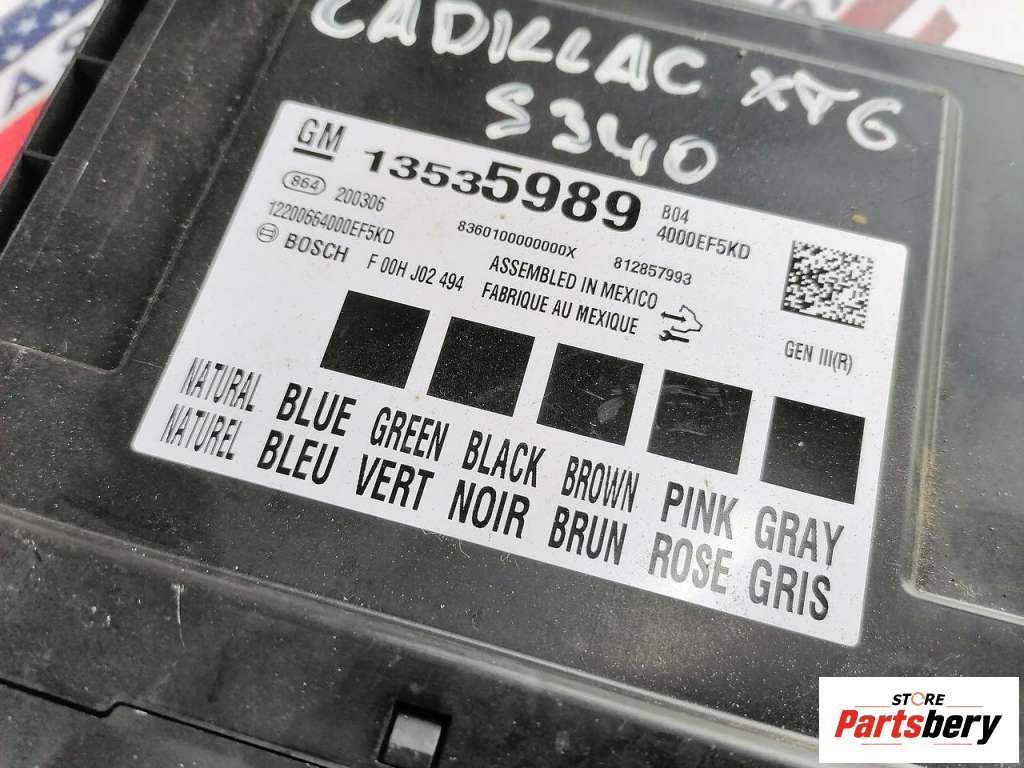 CADILLAC XT6
S340
GM 13535989 B04
864 200306 4000EF5KD
12200664000EF5KD 8360100000000X 812857993
BOSCH F 00H J02 494 ASSEMBLED IN MEXICO
FABRIQUE AU MEXIQUE
GEN III(R)
NATURAL BLUE GREEN BLACK BROWN PINK GRAY
NATUREL BLEU VERT NOIR BRUN ROSE GRIS
STORE
Partsbery